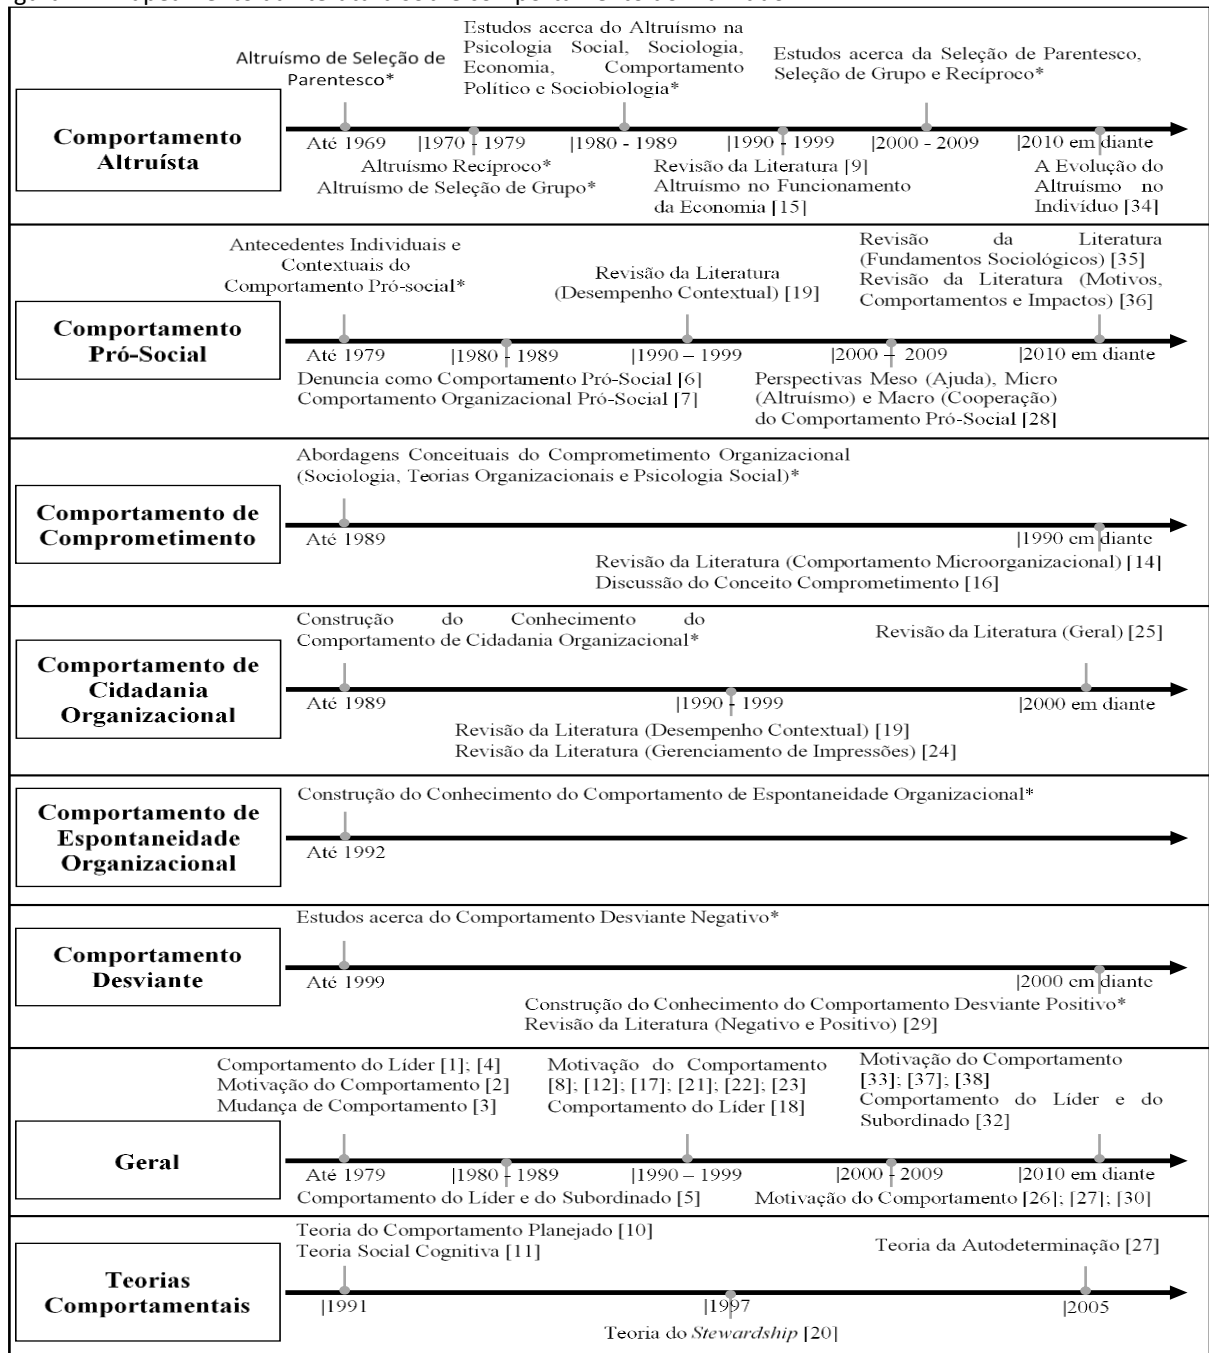 Altruísmo de Seleção de
Parentesco*
Estudos acerca do Altruísmo na
Psicologia Social, Sociologia,
Economia, Comportamento
Político e Sociobiologia*
Estudos acerca da Seleção de Parentesco,
Seleção de Grupo e Recíproco*
Comportamento
Altruísta
Até 1969 |1970 - 1979 |1980 - 1989 |1990 - 1999 |2000 - 2009 |2010 em diante
Altruísmo Recíproco*
Altruísmo de Seleção de Grupo*
Revisão da Literatura [9]
Altruísmo no Funcionamento
da Economia [15]
A Evolução do
Altruísmo no
Indivíduo [34]
Antecedentes Individuais e
Contextuais do
Comportamento Pró-social*
Revisão da Literatura
(Desempenho Contextual) [19]
Revisão da Literatura
(Fundamentos Sociológicos) [35]
Revisão da Literatura (Motivos,
Comportamentos e Impactos) [36]
Comportamento
Pró-Social
Até 1979 |1980 - 1989 |1990 – 1999 |2000 – 2009 |2010 em diante
Denuncia como Comportamento Pró-Social [6]
Comportamento Organizacional Pró-Social [7]
Perspectivas Meso (Ajuda), Micro
(Altruísmo) e Macro (Cooperação)
do Comportamento Pró-Social [28]
Abordagens Conceituais do Comprometimento Organizacional
(Sociologia, Teorias Organizacionais e Psicologia Social)*
Comportamento de
Comprometimento
Até 1989 |1990 em diante
Revisão da Literatura (Comportamento Microorganizacional) [14]
Discussão do Conceito Comprometimento [16]
Construção do Conhecimento do
Comportamento de Cidadania Organizacional*
Revisão da Literatura (Geral) [25]
Comportamento de
Cidadania
Organizacional
Até 1989 |1990 - 1999 |2000 em diante
Revisão da Literatura (Desempenho Contextual) [19]
Revisão da Literatura (Gerenciamento de Impressões) [24]
Construção do Conhecimento do Comportamento de Espontaneidade Organizacional*
Comportamento de
Espontaneidade
Organizacional
Até 1992
Estudos acerca do Comportamento Desviante Negativo*
Comportamento
Desviante
Até 1999 |2000 em diante
Construção do Conhecimento do Comportamento Desviante Positivo*
Revisão da Literatura (Negativo e Positivo) [29]
Comportamento do Líder [1]; [4]
Motivação do Comportamento [2]
Mudança de Comportamento [3]
Motivação do Comportamento
[8]; [12]; [17]; [21]; [22]; [23]
Comportamento do Líder [18]
Motivação do Comportamento
[33]; [37]; [38]
Comportamento do Líder e do
Subordinado [32]
Geral
Até 1979 |1980 - 1989 |1990 – 1999 |2000 - 2009 |2010 em diante
Comportamento do Líder e do Subordinado [5]
Motivação do Comportamento [26]; [27]; [30]
Teoria do Comportamento Planejado [10]
Teoria Social Cognitiva [11]
Teoria da Autodeterminação [27]
Teorias
Comportamentais
|1991 |1997 |2005
Teoria do Stewardship [20]